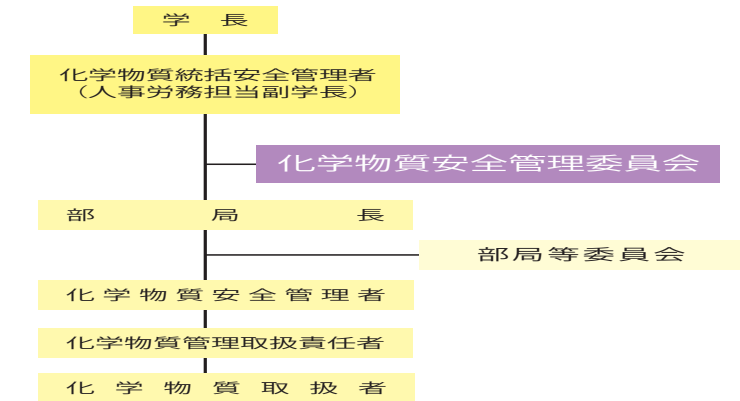 学長
化学物質統括安全管理者
（人事労務担当副学長）
化学物質安全管理委員会
部局長
部局等委員会
化学物質安全管理者
化学物質管理取扱責任者
化学物質取扱者